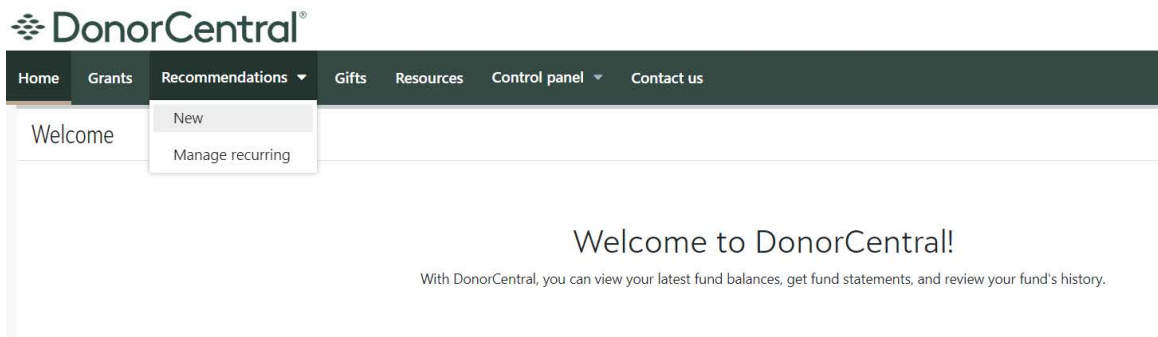 DonorCentral®
Home Grants Recommendations Gifts Resources Control panel Contact us
New
Welcome
Manage recurring
Welcome to DonorCentral!
With DonorCentral, you can view your latest fund balances, get fund statements, and review your fund's history.